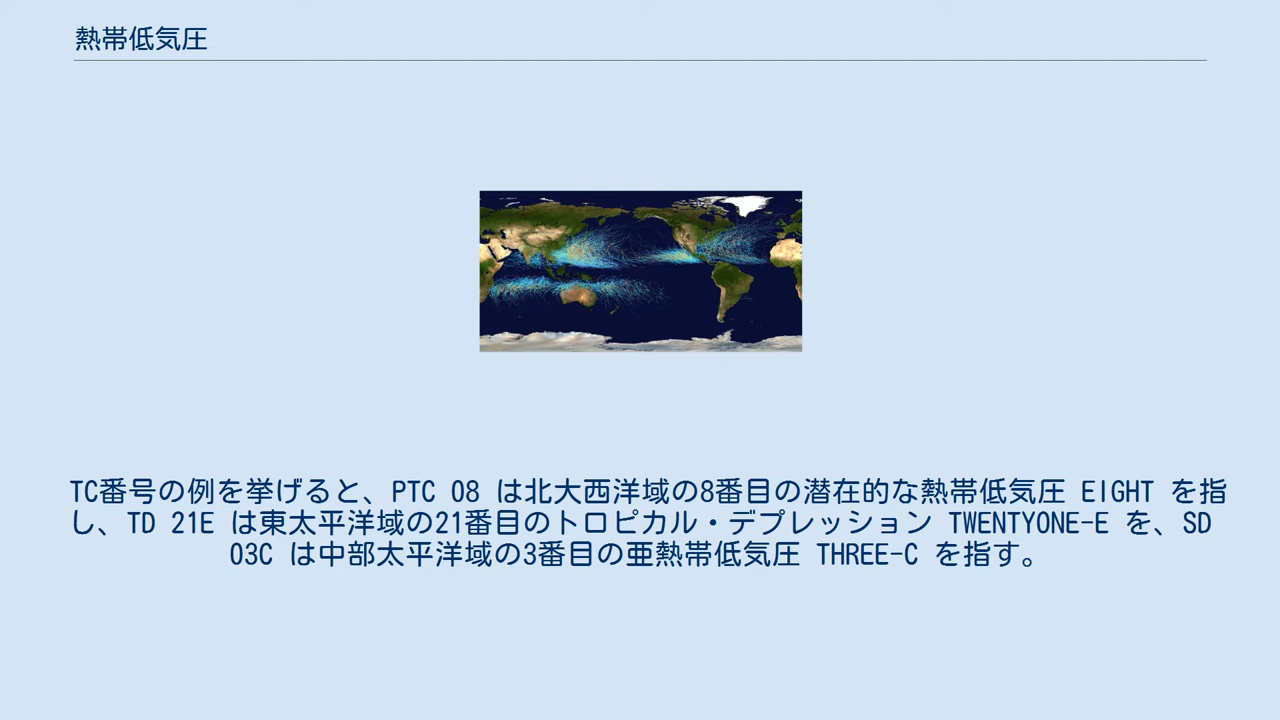 熱帯低気圧
TC番号の例を挙げると、PTC 08 は北大西洋域の8番目の潜在的な熱帯低気圧 EIGHT を指
し、TD 21E は東太平洋域の21番目のトロピカル・デプレッション TWENTYONE-E を、SD
03C は中部太平洋域の3番目の亜熱帯低気圧 THREE-C を指す。